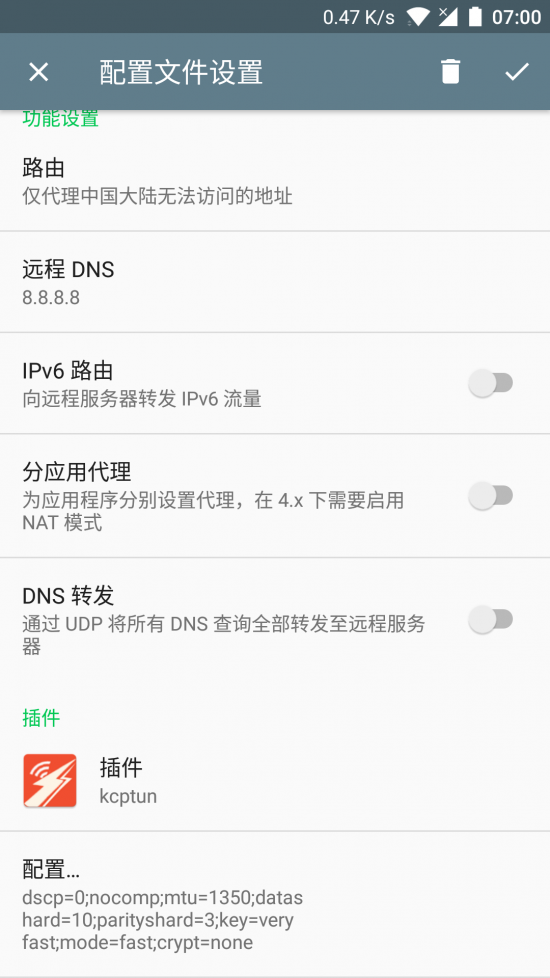 0.47 K/s 07:00
配置文件设置
功能设置
路由
仅代理中国大陆无法访问的地址
远程 DNS
8.8.8.8
IPv6 路由
向远程服务器转发 IPv6 流量
分应用代理
为应用程序分别设置代理，在 4.x 下需要启用
NAT 模式
DNS 转发
通过 UDP 将所有 DNS 查询全部转发至远程服务
器
插件
插件
kcptun
配置...
dscp=0;nocomp;mtu=1350;datas
hard=10;parityshard=3;key=very
fast;mode=fast;crypt=none